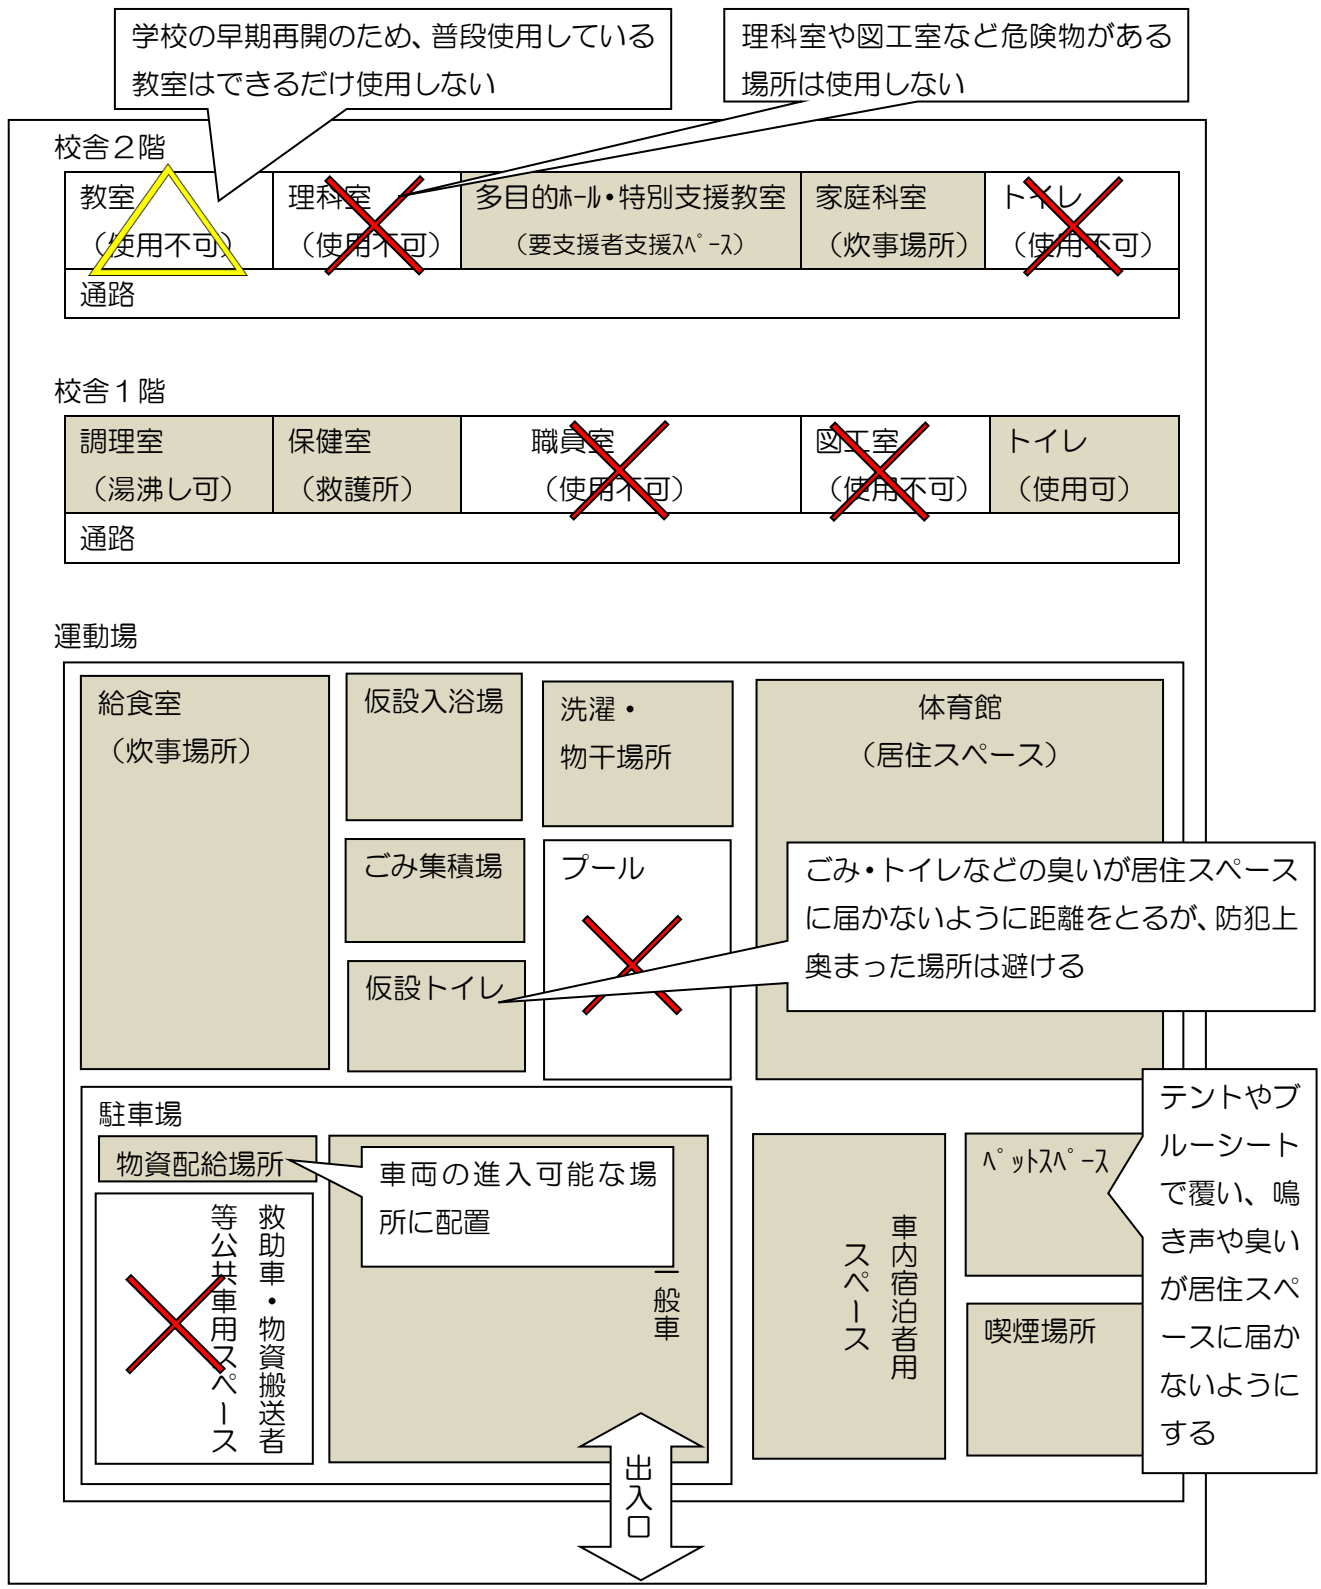 学校の早期再開のため、普段使用している
教室はできるだけ使用しない
理科室や図工室など危険物がある
場所は使用しない
校舎２階
教室
（使用不可）
理科室
（使用不可）
多目的ﾎｰﾙ・特別支援教室
（要支援者支援ｽﾍﾟｰｽ）
家庭科室
（炊事場所）
トイレ
（使用不可）
通路
校舎１階
調理室
（湯沸し可）
保健室
（救護所）
職員室
（使用不可）
図工室
（使用不可）
トイレ
（使用可）
通路
運動場
給食室
（炊事場所）
仮設入浴場
洗濯・
物干場所
体育館
（居住スペース）
ごみ集積場
プール
ごみ・トイレなどの臭いが居住スペース
に届かないように距離をとるが、防犯上
奥まった場所は避ける
仮設トイレ
駐車場
物資配給場所
車両の進入可能な場
所に配置
救助車・物資搬送者
等公共車用スペース
一般車
車内宿泊者用
スペース
ﾍﾟｯﾄｽﾍﾟｰｽ
喫煙場所
テントやブ
ルーシート
で覆い、鳴
き声や臭い
が居住スペ
ースに届か
ないように
する
出入口